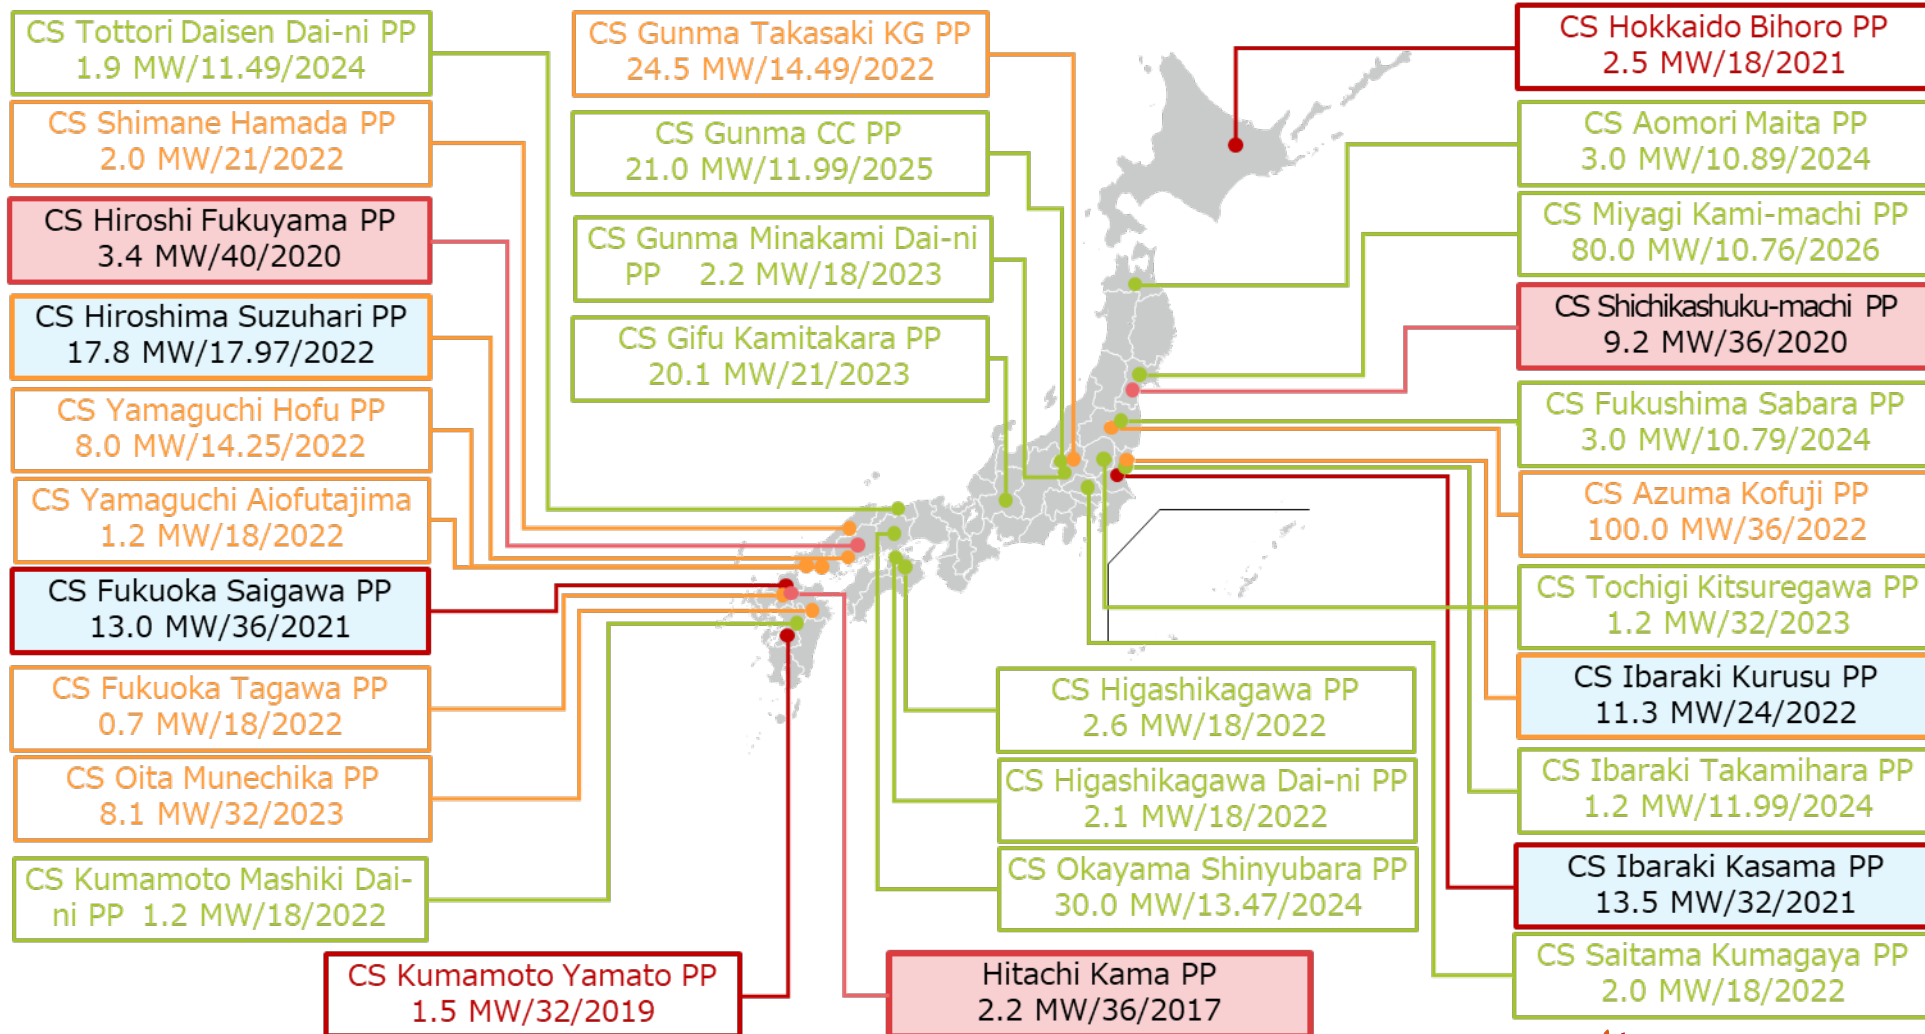 CS Tottori Daisen Dai-ni PP
1.9 MW/11.49/2024
CS Shimane Hamada PP
2.0 MW/21/2022
CS Hiroshi Fukuyama PP
3.4 MW/40/2020
CS Hiroshima Suzuhari PP
17.8 MW/17.97/2022
CS Yamaguchi Hofu PP
8.0 MW/14.25/2022
CS Yamaguchi Aiofutajima
1.2 MW/18/2022
CS Fukuoka Saigawa PP
13.0 MW/36/2021
CS Fukuoka Tagawa PP
0.7 MW/18/2022
CS Oita Munechika PP
8.1 MW/32/2023
CS Kumamoto Mashiki Dai-
ni PP 1.2 MW/18/2022
CS Kumamoto Yamato PP
1.5 MW/32/2019
CS Gunma Takasaki KG PP
24.5 MW/14.49/2022
CS Gunma CC PP
21.0 MW/11.99/2025
CS Gunma Minakami Dai-ni
PP 2.2 MW/18/2023
CS Gifu Kamitakara PP
20.1 MW/21/2023
CS Higashikagawa PP
2.6 MW/18/2022
CS Higashikagawa Dai-ni PP
2.1 MW/18/2022
CS Okayama Shinyubara PP
30.0 MW/13.47/2024
Hitachi Kama PP
2.2 MW/36/2017
CS Hokkaido Bihoro PP
2.5 MW/18/2021
CS Aomori Maita PP
3.0 MW/10.89/2024
CS Miyagi Kami-machi PP
80.0 MW/10.76/2026
CS Shichikashuku-machi PP
9.2 MW/36/2020
CS Fukushima Sabara PP
3.0 MW/10.79/2024
CS Azuma Kofuji PP
100.0 MW/36/2022
CS Tochigi Kitsuregawa PP
1.2 MW/32/2023
CS Ibaraki Kurusu PP
11.3 MW/24/2022
CS Ibaraki Takamihara PP
1.2 MW/11.99/2024
CS Ibaraki Kasama PP
13.5 MW/32/2021
CS Saitama Kumagaya PP
2.0 MW/18/2022